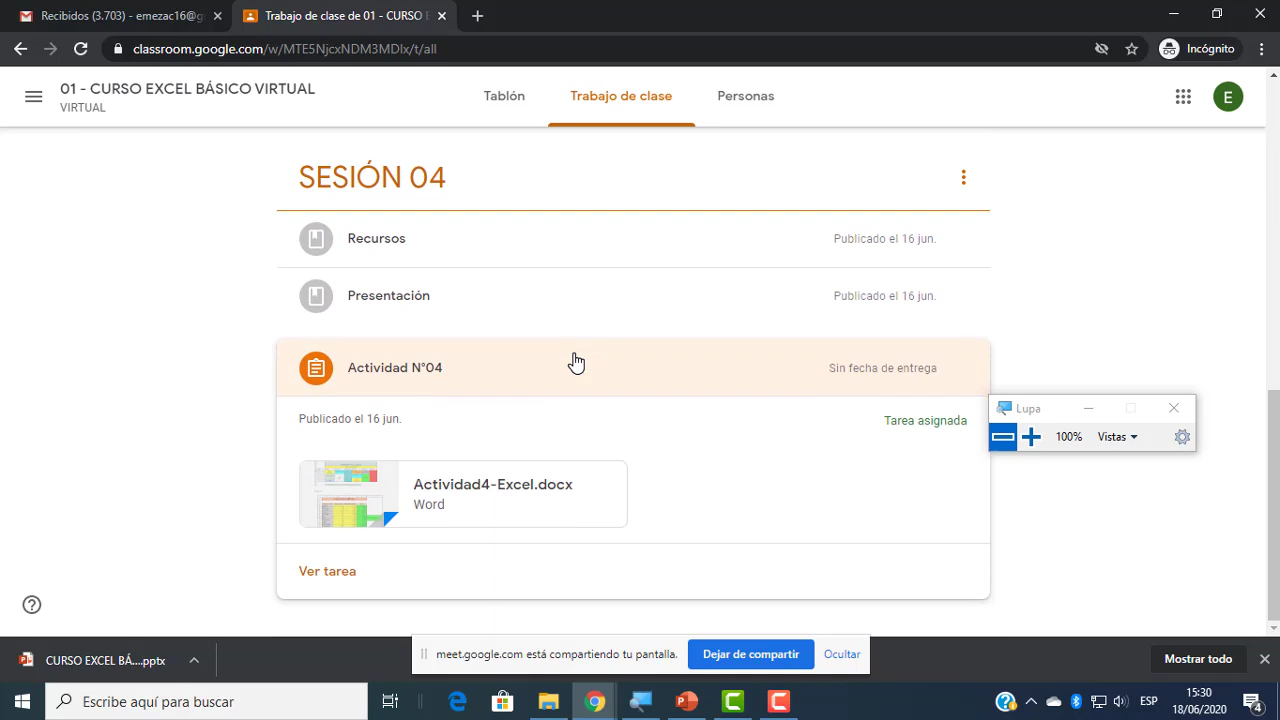 Recibidos (3.703) - emezac16@g
Trabajo de clase de 01 - CURSO E
classroom.google.com/w/MTE5NjcxNDM3MDlx/t/all
Incógnito
01 - CURSO EXCEL BÁSICO VIRTUAL
VIRTUAL
Tablón
Trabajo de clase
Personas
E
SESIÓN 04
Recursos
Publicado el 16 jun.
Presentación
Publicado el 16 jun.
Actividad N°04
Sin fecha de entrega
Publicado el 16 jun.
Tarea asignada
Actividad4-Excel.docx
Word
Ver tarea
Lupa
100%
Vistas
meet.google.com está compartiendo tu pantalla.
Dejar de compartir
Ocultar
CURSO EXCEL BÁ....pptx
Mostrar todo
Escribe aquí para buscar
ESP
15:30
18/06/2020
4